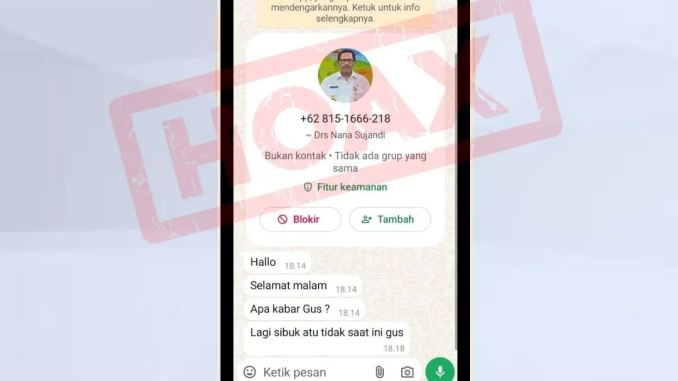 mendengarkannya. Ketuk untuk info
selengkapnya.
+62 815-1666-218
~ Drs Nana Sujandi
Bukan kontak • Tidak ada grup yang
sama
Fitur keamanan
Blokir
Tambah
HOAX
Hallo 18.14
Selamat malam 18.14
Apa kabar Gus ? 18.14
Lagi sibuk atu tidak saat ini gus
18.18
Ketik pesan